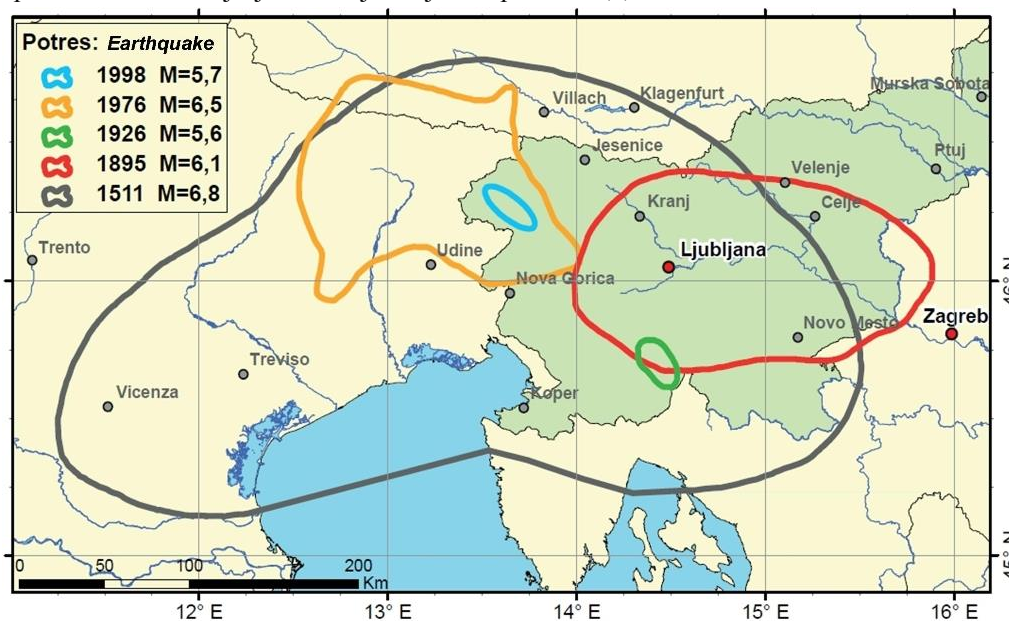 Potres: Earthquake
1998 M=5,7
1976 M=6,5
1926 M=5,6
1895 M=6,1
1511 M=6,8
Villach
Klagenfurt
Murska Sobota
Jesenice
Ptuj
Velenje
Kranj
Celje
Trento
Udine
Ljubljana
Nova Gorica
46° N
Novo Mesto
Zagreb
Treviso
Vicenza
Koper
45° N
0 50 100 200
Km
12° E 13° E 14° E 15° E 16° E